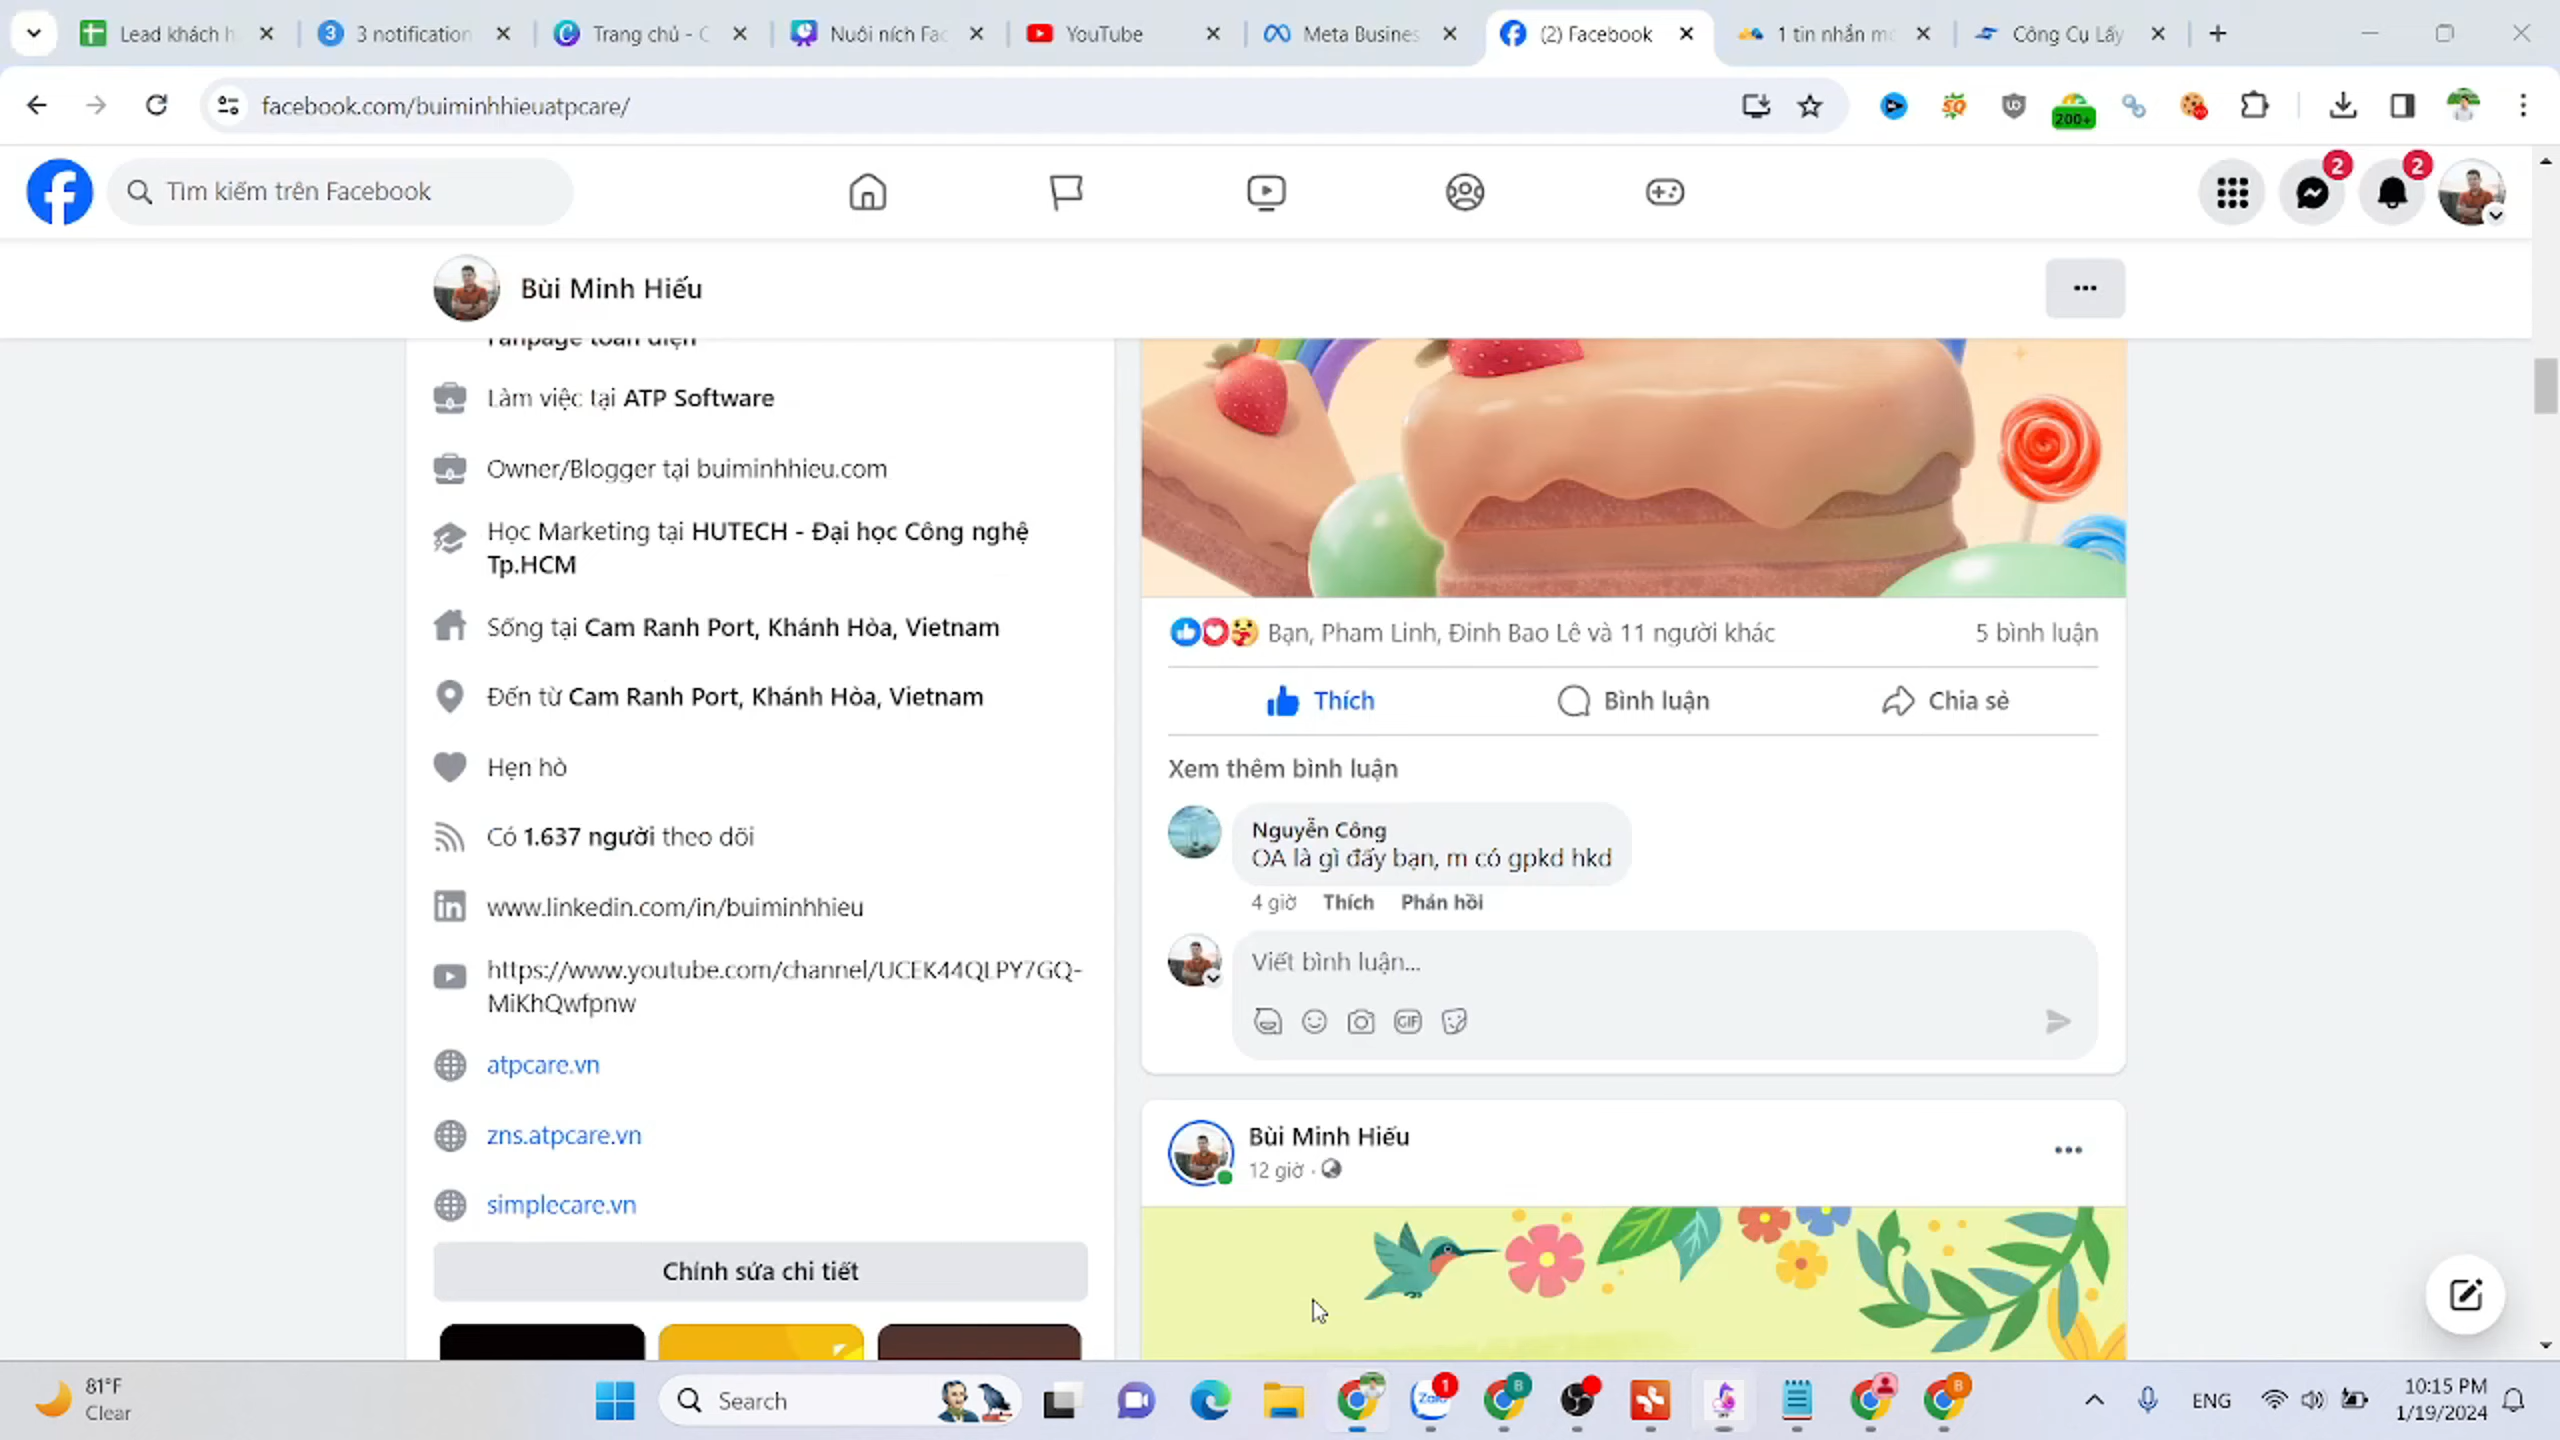 Lead khách h
3 notification
Trang chủ - C
Nuôi ních Fac
YouTube
Meta Busines
(2) Facebook
1 tin nhắn mớ
Công Cụ Lấy
facebook.com/buiminhhieuatpcare/
200+
Tìm kiếm trên Facebook
2
2
Bùi Minh Hiếu
Fanpage toàn diện
Làm việc tại ATP Software
Owner/Blogger tại buiminhhieu.com
Học Marketing tại HUTECH - Đại học Công nghệ
Tp.HCM
Sống tại Cam Ranh Port, Khánh Hòa, Vietnam
Đến từ Cam Ranh Port, Khánh Hòa, Vietnam
Hẹn hò
Có 1.637 người theo dõi
www.linkedin.com/in/buiminhhieu
https://www.youtube.com/channel/UCEK44QLPY7GQ-
MiKhQwfpnw
atpcare.vn
zns.atpcare.vn
simplecare.vn
Chỉnh sửa chi tiết
Bạn, Pham Linh, Đinh Bao Lê và 11 người khác
5 bình luận
Thích
Bình luận
Chia sẻ
Xem thêm bình luận
Nguyễn Công
OA là gì đấy bạn, m có gpkd hkd
4 giờ Thích Phản hồi
Viết bình luận...
GIF
Bùi Minh Hiếu
12 giờ ·
81°F
Clear
Search
Zalo
1
B
B
ENG
10:15 PM
1/19/2024